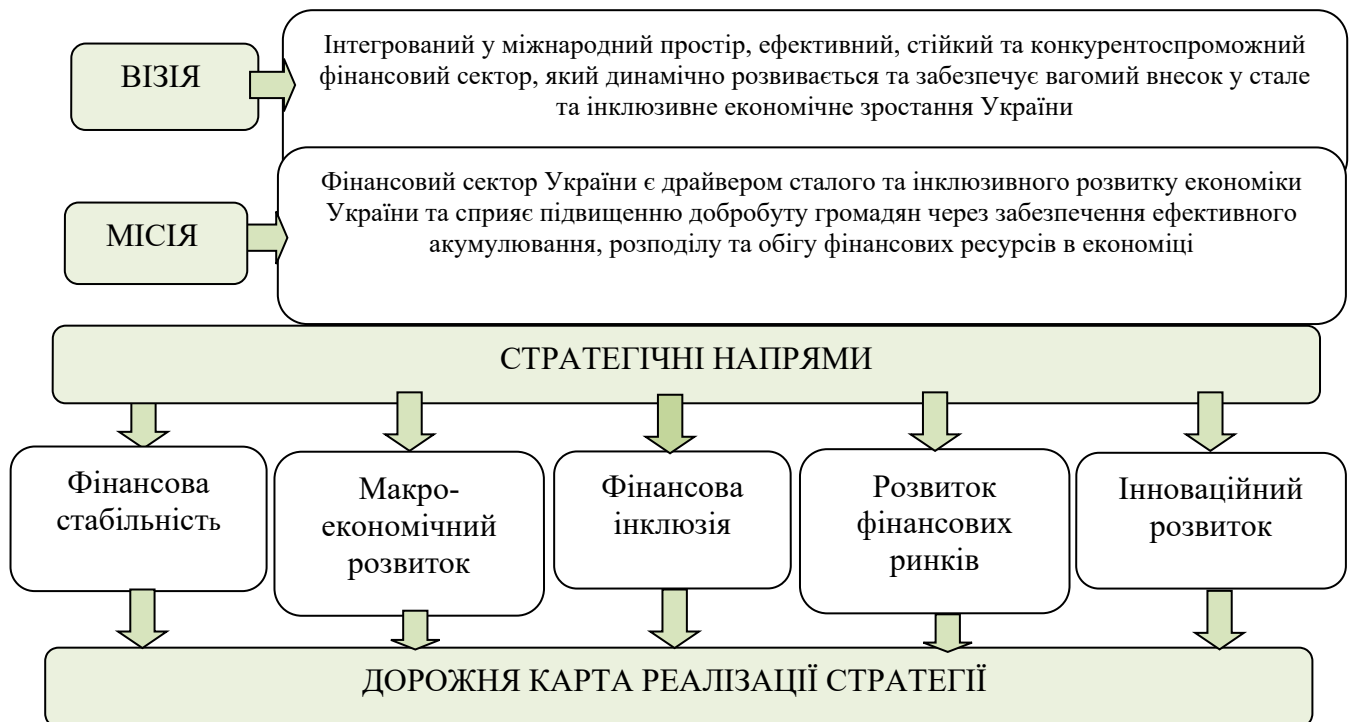 ВІЗІЯ
Інтегрований у міжнародний простір, ефективний, стійкий та конкурентоспроможний
фінансовий сектор, який динамічно розвивається та забезпечує вагомий внесок у стале
та інклюзивне економічне зростання України
МІСІЯ
Фінансовий сектор України є драйвером сталого та інклюзивного розвитку економіки
України та сприяє підвищенню добробуту громадян через забезпечення ефективного
акумулювання, розподілу та обігу фінансових ресурсів в економіці
СТРАТЕГІЧНІ НАПРЯМИ
Фінансова
стабільність
Макро-
економічний
розвиток
Фінансова
інклюзія
Розвиток
фінансових
ринків
Інноваційний
розвиток
ДОРОЖНЯ КАРТА РЕАЛІЗАЦІЇ СТРАТЕГІЇ